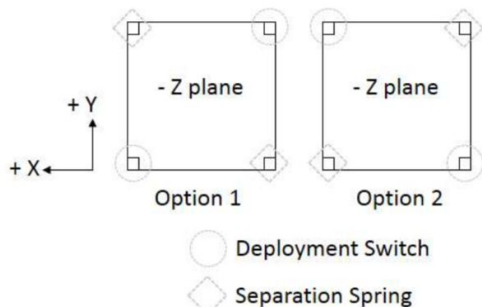 - Z plane
- Z plane
+ Y
+ X
Option 1
Option 2
Deployment Switch
Separation Spring